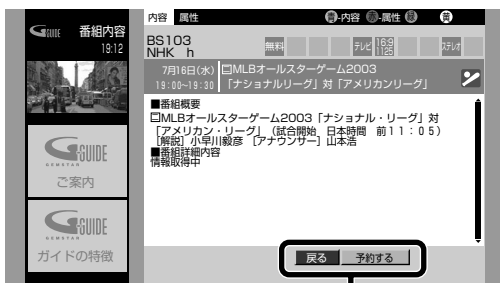 G-GUIDE 番組内容
19:12
内容 属性
青-内容 -属性 緑 黄
BS103
NHK h
無料
テレビ 16:9 1125
ステレオ
7月16日(水)
19:00~19:30
MLBオールスターゲーム2003
「ナショナルリーグ」対「アメリカンリーグ」
■番組概要
MLBオールスターゲーム2003「ナショナル・リーグ」対
「アメリカン・リーグ」 (試合開始 日本時間 前11:05)
[解説]小早川毅彦 [アナウンサー]山本浩
■番組詳細内容
情報取得中
G-GUIDE
GEMSTAR
ご案内
G-GUIDE
GEMSTAR
ガイドの特徴
戻る 予約する